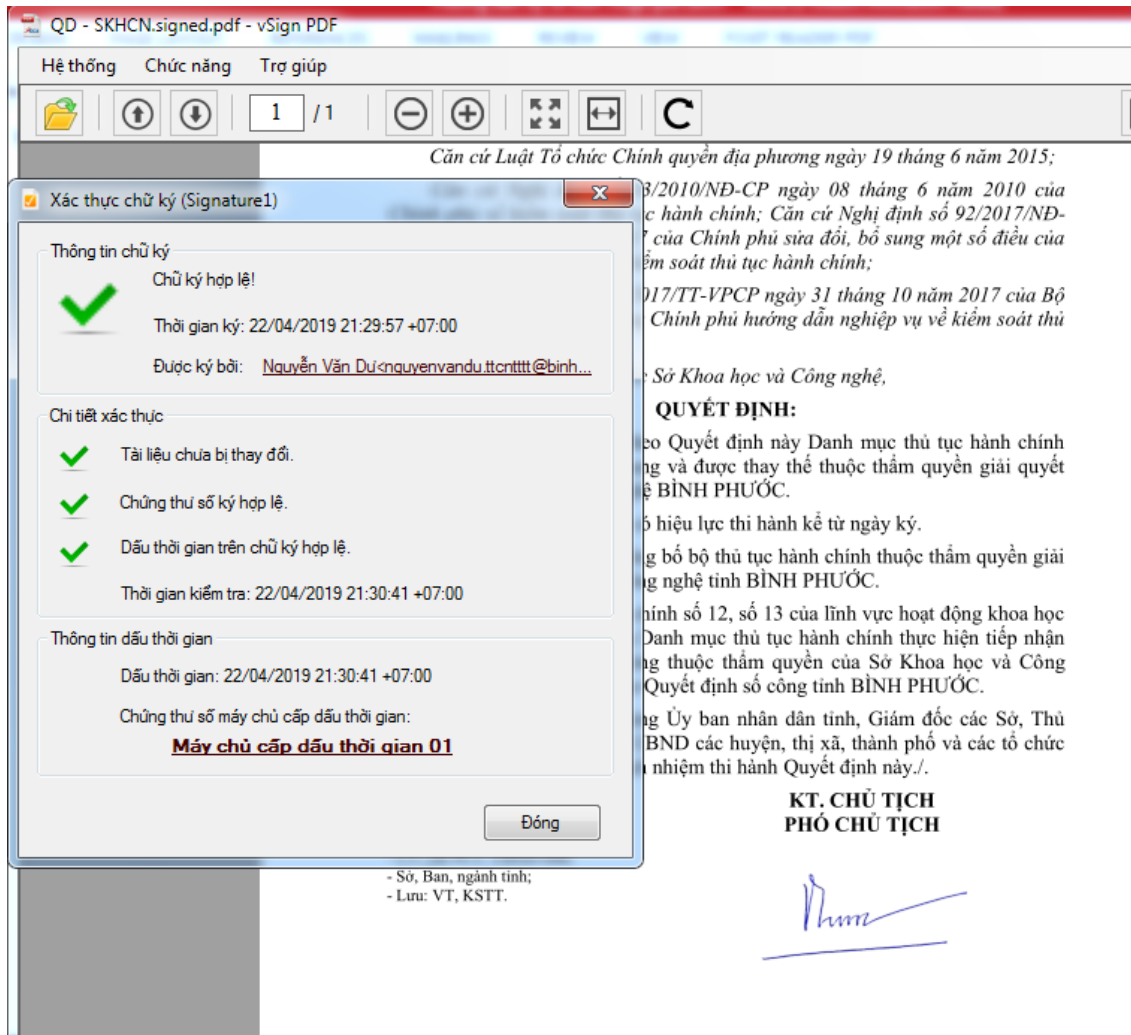 QD - SKHCN.signed.pdf - vSign PDF
Hệ thống Chức năng Trợ giúp
1 / 1
Căn cứ Luật Tổ chức Chính quyền địa phương ngày 19 tháng 6 năm 2015;
3/2010/NĐ-CP ngày 08 tháng 6 năm 2010 của
hành chính; Căn cứ Nghị định số 92/2017/NĐ-
của Chính phủ sửa đổi, bổ sung một số điều của
soát thủ tục hành chính;
017/TT-VPCP ngày 31 tháng 10 năm 2017 của Bộ
Chính phủ hướng dẫn nghiệp vụ về kiểm soát thủ
Sở Khoa học và Công nghệ,
QUYẾT ĐỊNH:
Quyết định này Danh mục thủ tục hành chính
và được thay thế thuộc thẩm quyền giải quyết
BÌNH PHƯỚC.
hiệu lực thi hành kể từ ngày ký.
bố bộ thủ tục hành chính thuộc thẩm quyền giải
nghệ tỉnh BÌNH PHƯỚC.
số 12, số 13 của lĩnh vực hoạt động khoa học
Danh mục thủ tục hành chính thực hiện tiếp nhận
thuộc thẩm quyền của Sở Khoa học và Công
Quyết định số công tỉnh BÌNH PHƯỚC.
Ủy ban nhân dân tỉnh, Giám đốc các Sở, Thủ
BND các huyện, thị xã, thành phố và các tổ chức
nhiệm thi hành Quyết định này./.
KT. CHỦ TỊCH
PHÓ CHỦ TỊCH
- Sở, Ban, ngành tỉnh;
- Lưu: VT, KSTT.
Xác thực chữ ký (Signature1)
Thông tin chữ ký
Chữ ký hợp lệ!
Thời gian ký: 22/04/2019 21:29:57 +07:00
Được ký bởi: Nguyễn Văn Dư<nguyenvandu.ttcntttt@binh...
Chi tiết xác thực
Tài liệu chưa bị thay đổi.
Chứng thư số ký hợp lệ.
Dấu thời gian trên chữ ký hợp lệ.
Thời gian kiểm tra: 22/04/2019 21:30:41 +07:00
Thông tin dấu thời gian
Dấu thời gian: 22/04/2019 21:30:41 +07:00
Chứng thư số máy chủ cấp dấu thời gian:
Máy chủ cấp dấu thời gian 01
Đóng